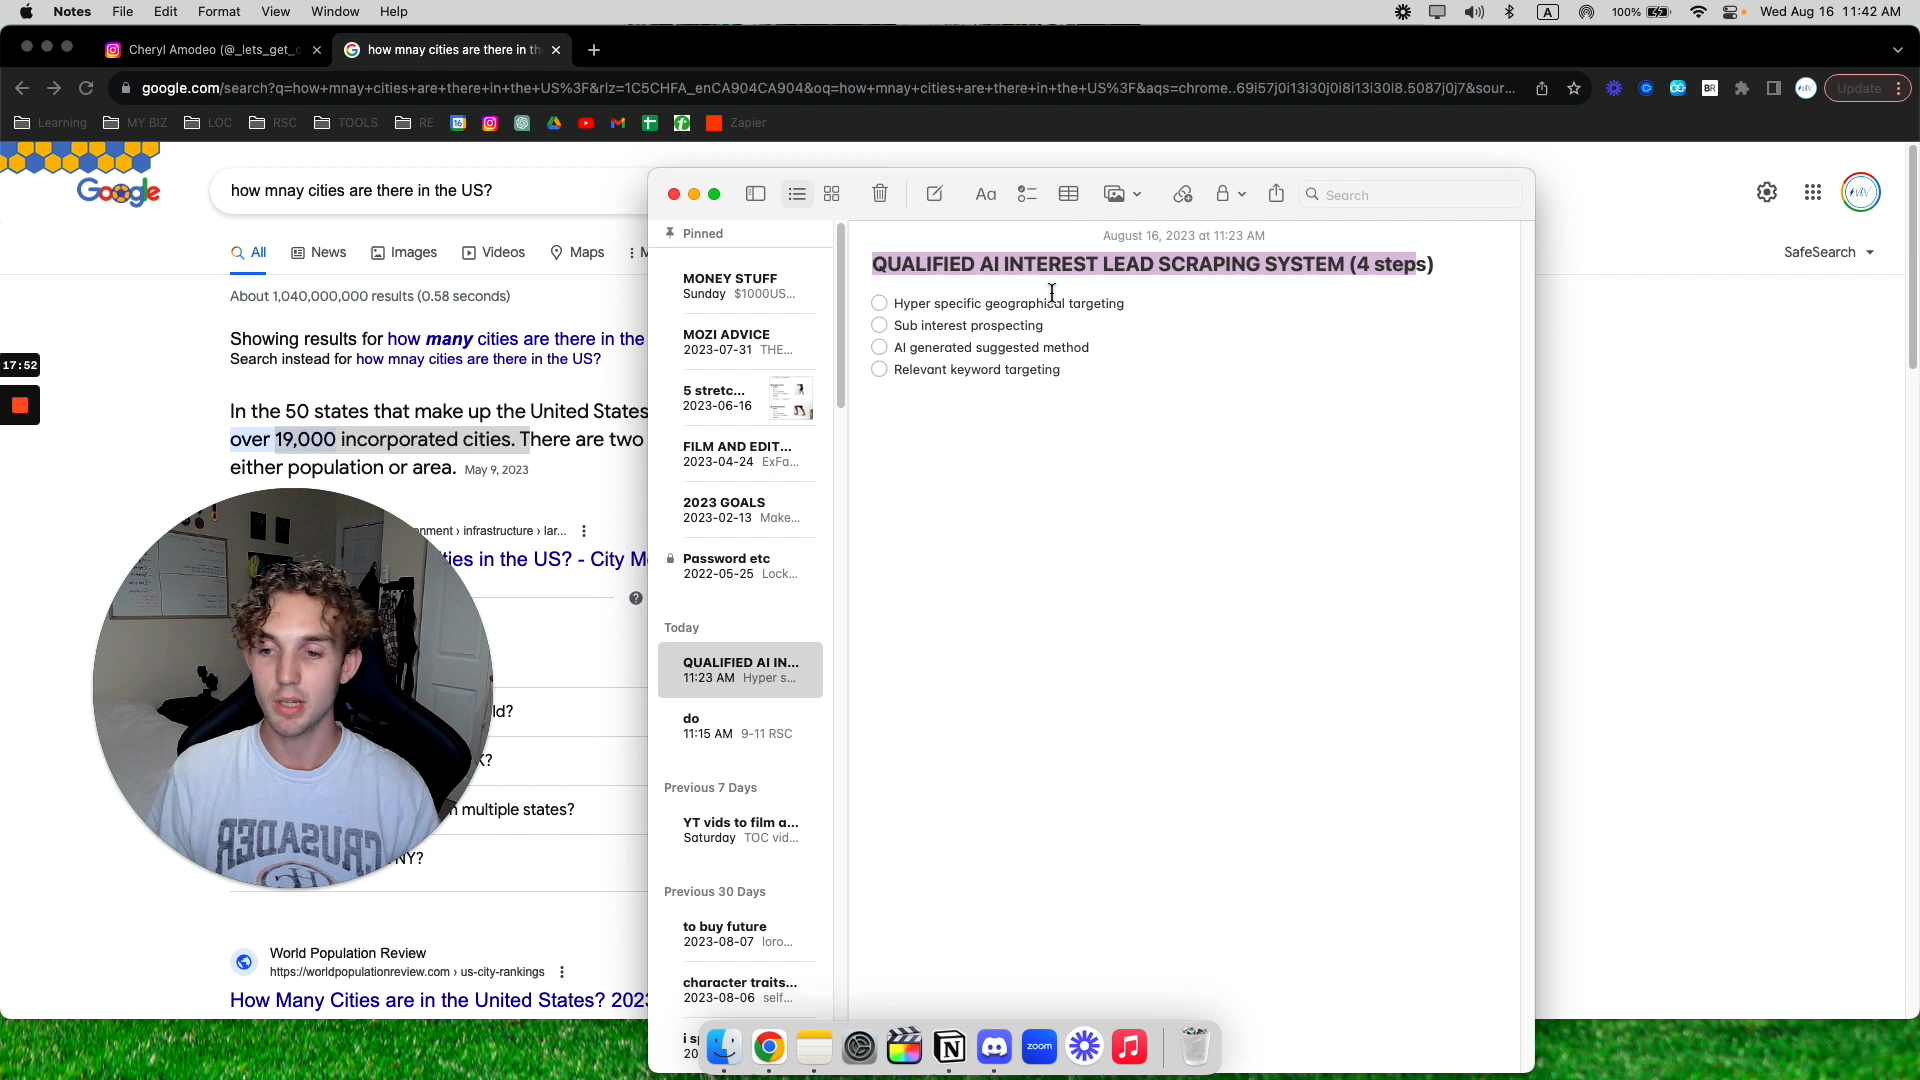 Notes File Edit Format View Window Help
A 100% Wed Aug 16 11:42 AM
Cheryl Amodeo (@_lets_get_c
how mnay cities are there in th
google.com/search?q=how+mnay+cities+are+there+in+the+US%3F&rlz=1C5CHFA_enCA904CA904&oq=how+mnay+cities+are+there+in+the+US%3F&aqs=chrome..69i57j0i13i30j0i8i13i30l8.5087j0j7&sour...
BR
Update
Learning MY BIZ LOC RSC TOOLS RE 16 Zapier
Google
how mnay cities are there in the US?
All News Images Videos Maps M
SafeSearch
About 1,040,000,000 results (0.58 seconds)
Showing results for how many cities are there in the
Search instead for how mnay cities are there in the US?
In the 50 states that make up the United States
over 19,000 incorporated cities. There are two
either population or area. May 9, 2023
nment › infrastructure › lar...
ties in the US? - City M
ld?
K?
n multiple states?
NY?
World Population Review
https://worldpopulationreview.com › us-city-rankings
How Many Cities are in the United States? 202
17:52
CRUSADER
Search
Pinned
MONEY STUFF
Sunday $1000US...
MOZI ADVICE
2023-07-31 THE...
5 stretc...
2023-06-16
FILM AND EDIT...
2023-04-24 ExFa...
2023 GOALS
2023-02-13 Make...
Password etc
2022-05-25 Lock...
Today
QUALIFIED AI IN...
11:23 AM Hyper s...
do
11:15 AM 9-11 RSC
Previous 7 Days
YT vids to film a...
Saturday TOC vid...
Previous 30 Days
to buy future
2023-08-07 loro...
character traits...
2023-08-06 self...
i s
20
August 16, 2023 at 11:23 AM
QUALIFIED AI INTEREST LEAD SCRAPING SYSTEM (4 steps)
Hyper specific geographical targeting
Sub interest prospecting
AI generated suggested method
Relevant keyword targeting
zoom